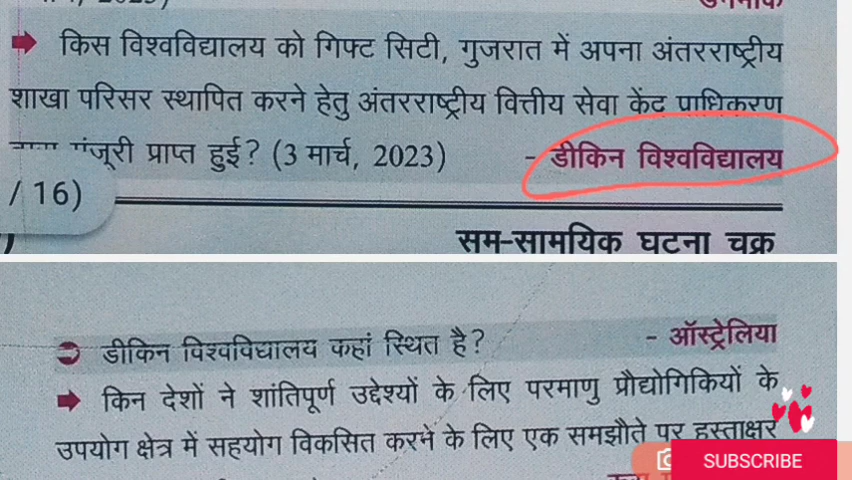 ➡ किस विश्वविद्यालय को गिफ्ट सिटी, गुजरात में अपना अंतरराष्ट्रीय
शाखा परिसर स्थापित करने हेतु अंतरराष्ट्रीय वित्तीय सेवा केंद्र प्राधिकरण
मंजूरी प्राप्त हुई? (3 मार्च, 2023) - डीकिन विश्वविद्यालय
/ 16)
सम-सामयिक घटना चक्र
डीकिन विश्वविद्यालय कहां स्थित है? - ऑस्ट्रेलिया
➡ किन देशों ने शांतिपूर्ण उद्देश्यों के लिए परमाणु प्रौद्योगिकियों के
उपयोग क्षेत्र में सहयोग विकसित करने के लिए एक समझौते पर हस्ताक्षर
SUBSCRIBE